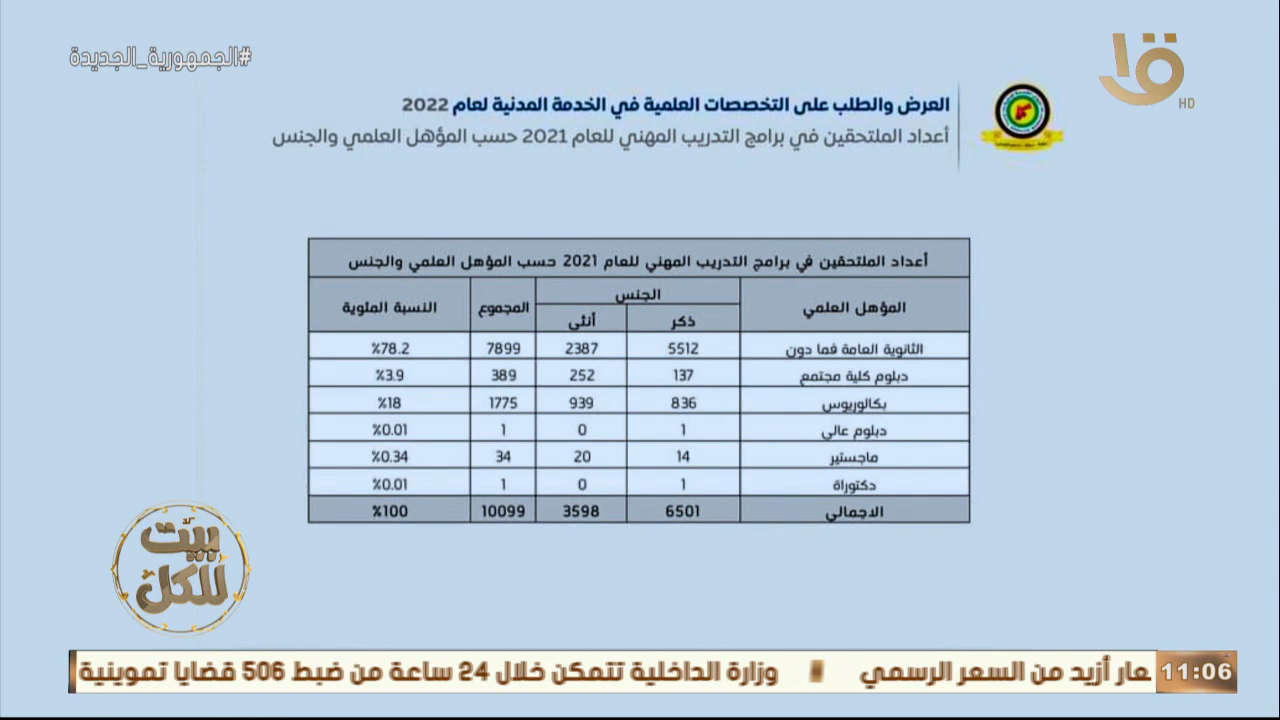 #الجمهورية_الجديدة
HD
العرض والطلب على التخصصات العلمية في الخدمة المدنية لعام 2022
أعداد الملتحقين في برامج التدريب المهني للعام 2021 حسب المؤهل العلمي والجنس
أعداد الملتحقين في برامج التدريب المهني للعام 2021 حسب المؤهل العلمي والجنس
المؤهل العلمي الجنس المجموع النسبة المئوية
ذكر أنثى
الثانوية العامة فما دون 5512 2387 7899 %78.2
دبلوم كلية مجتمع 137 252 389 %3.9
بكالوريوس 836 939 1775 %18
دبلوم عالي 1 0 1 %0.01
ماجستير 14 20 34 %0.34
دكتوراة 1 0 1 %0.01
الاجمالي 6501 3598 10099 %100
بيت
للكل
11:06 عار أزيد من السعر الرسمي وزارة الداخلية تتمكن خلال 24 ساعة من ضبط 506 قضايا تموينية